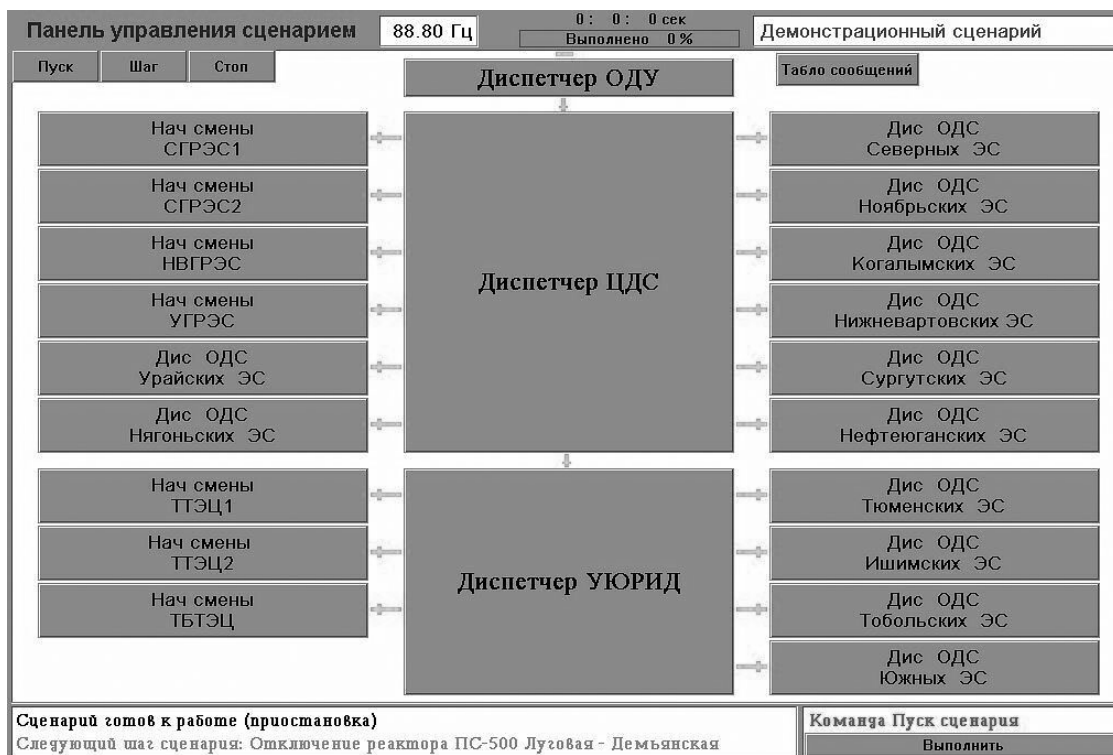 Панель управления сценарием
88.80 Гц
0 : 0 : 0 сек
Выполнено 0 %
Демонстрационный сценарий
Пуск
Шаг
Стоп
Диспетчер ОДУ
Табло сообщений
Нач смены
СГРЭС1
Нач смены
СГРЭС2
Нач смены
НВГРЭС
Нач смены
УГРЭС
Дис ОДС
Урайских ЭС
Дис ОДС
Нягоньских ЭС
Диспетчер ЦДС
Дис ОДС
Северных ЭС
Дис ОДС
Ноябрьских ЭС
Дис ОДС
Когалымских ЭС
Дис ОДС
Нижневартовских ЭС
Дис ОДС
Сургутских ЭС
Дис ОДС
Нефтеюганских ЭС
Нач смены
ТТЭЦ1
Нач смены
ТТЭЦ2
Нач смены
ТБТЭЦ
Диспетчер УЮРИД
Дис ОДС
Тюменских ЭС
Дис ОДС
Ишимских ЭС
Дис ОДС
Тобольских ЭС
Дис ОДС
Южных ЭС
Сценарий готов к работе (приостановка)
Следующий шаг сценария: Отключение реактора ПС-500 Луговая - Демьянская
Команда Пуск сценария
Выполнить